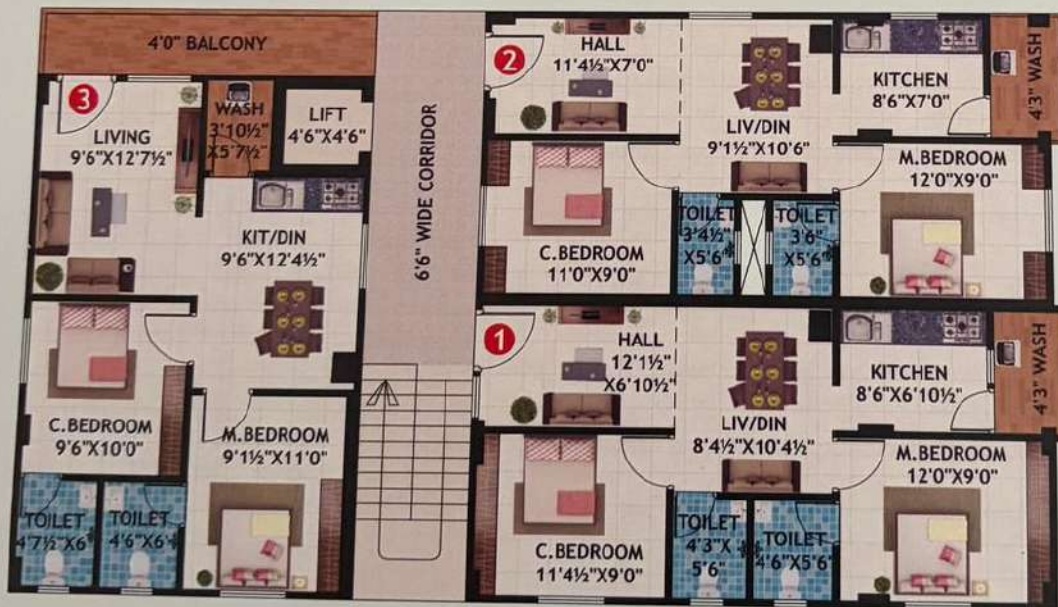 4'0" BALCONY
3
LIVING
9'6"X12'7½"
WASH
3'10½"
X5'7½"
LIFT
4'6"X4'6"
KIT/DIN
9'6"X12'4½"
C.BEDROOM
9'6"X10'0"
M.BEDROOM
9'1½"X11'0"
TOILET
4'7½"X6'
TOILET
4'6"X6'
6'6" WIDE CORRIDOR
2
HALL
11'4½"X7'0"
LIV/DIN
9'1½"X10'6"
KITCHEN
8'6"X7'0"
4'3" WASH
C.BEDROOM
11'0"X9'0"
TOILET
3'4½"
X5'6"
TOILET
3'6"
X5'6"
M.BEDROOM
12'0"X9'0"
1
HALL
12'1½"
X6'10½"
LIV/DIN
8'4½"X10'4½"
KITCHEN
8'6"X6'10½"
4'3" WASH
C.BEDROOM
11'4½"X9'0"
TOILET
4'3"X
5'6"
TOILET
4'6"X5'6"
M.BEDROOM
12'0"X9'0"